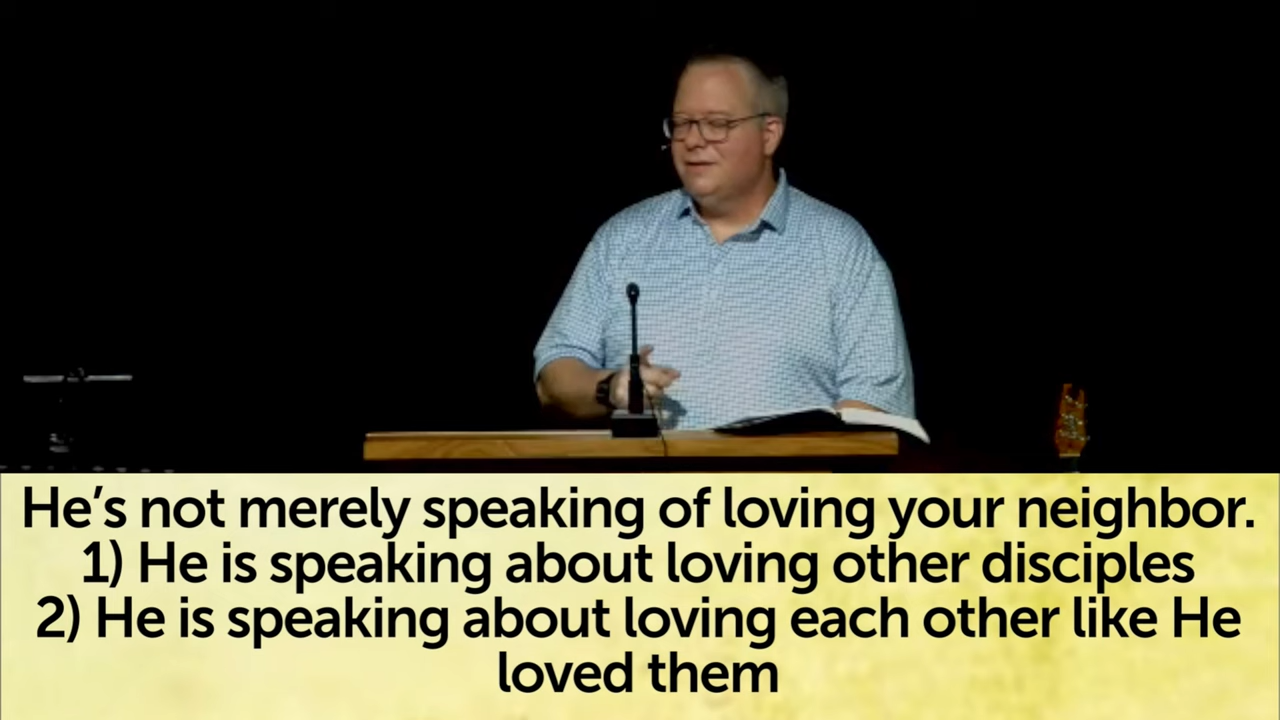 He’s not merely speaking of loving your neighbor.
1) He is speaking about loving other disciples
2) He is speaking about loving each other like He
loved them